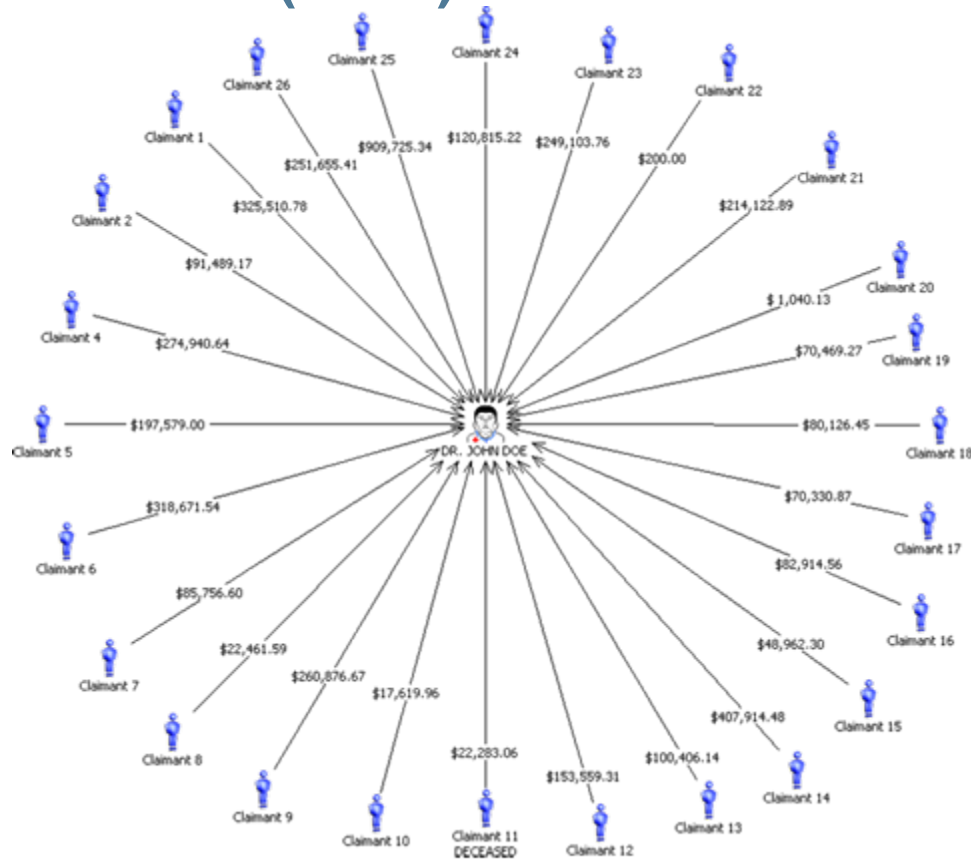 Claimant 24
Claimant 25
Claimant 23
Claimant 26
Claimant 22
Claimant 1
$120,815.22
$909,725.34
$249,103.76
$251,655.41
$200.00
Claimant 21
$325,510.78
$214,122.89
Claimant 2
$91,489.17
Claimant 20
$ 1,040.13
Claimant 4
$274,940.64
$70,469.27
Claimant 19
$197,579.00
$80,126.45
Claimant 5
DR. JOHN DOE
Claimant 18
$70,330.87
$318,671.54
Claimant 17
Claimant 6
$82,914.56
$85,756.60
Claimant 16
$48,962.30
$22,461.59
$260,876.67
Claimant 7
$17,619.96
$407,914.48
Claimant 15
$22,283.06
$100,406.14
Claimant 8
$153,559.31
Claimant 14
Claimant 9
Claimant 13
Claimant 10
Claimant 11
DECEASED
Claimant 12